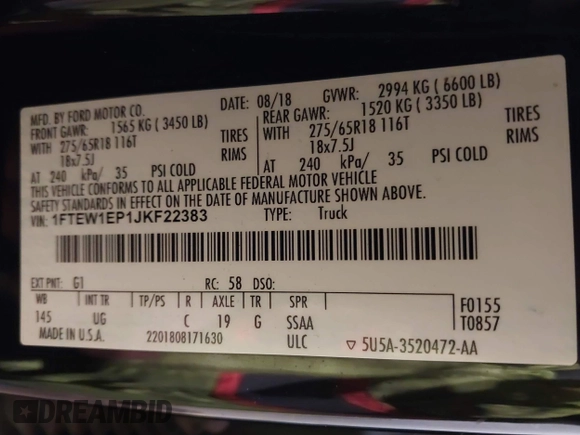 MFD. BY FORD MOTOR CO. DATE: 08/18 GVWR: 2994 KG ( 6600 LB)
FRONT GAWR: 1565 KG ( 3450 LB) REAR GAWR: 1520 KG ( 3350 LB)
WITH 275/65R18 116T TIRES WITH 275/65R18 116T TIRES
18x7.5J RIMS 18x7.5J RIMS
AT 240 kPa/ 35 PSI COLD AT 240 kPa/ 35 PSI COLD
THIS VEHICLE CONFORMS TO ALL APPLICABLE FEDERAL MOTOR VEHICLE
SAFETY STANDARDS IN EFFECT ON THE DATE OF MANUFACTURE SHOWN ABOVE.
VIN: 1FTEW1EP1JKF22383 TYPE: Truck
EXT PNT: G1 RC: 58 DSO:
WB INT TR TP/PS R AXLE TR SPR
145 UG C 19 G SSAA
F0155
T0857
MADE IN U.S.A. 2201808171630 ULC ▽ 5U5A-3520472-AA
DREAMBID